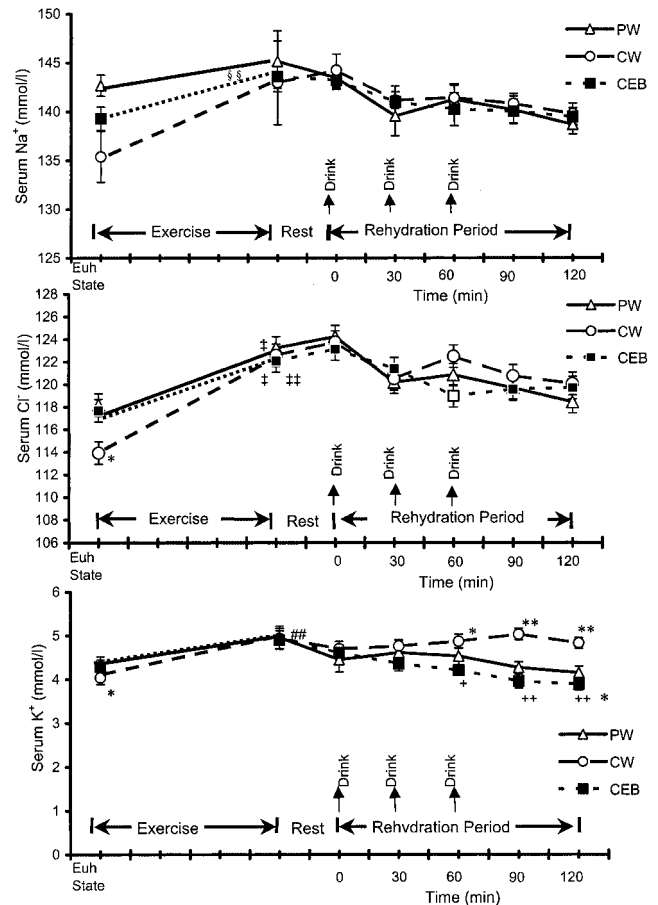 Serum Na+ (mmol/l)
150
145
140
135
130
125
§§
PW
CW
CEB
Drink
Drink
Drink
Exercise
Rest
Rehydration Period
Euh
State
0
30
60
90
120
Time (min)
Serum Cl- (mmol/l)
128
126
124
122
120
118
116
114
112
110
108
106
‡
‡ ‡‡
*
PW
CW
CEB
Drink
Drink
Drink
Exercise
Rest
Rehydration Period
Euh
State
0
30
60
90
120
Time (min)
Serum K+ (mmol/l)
6
5
4
3
2
1
0
*
##
*
**
**
+
++
++ *
PW
CW
CEB
Drink
Drink
Drink
Exercise
Rest
Rehvdration Period
Euh
State
0
30
60
90
120
Time (min)